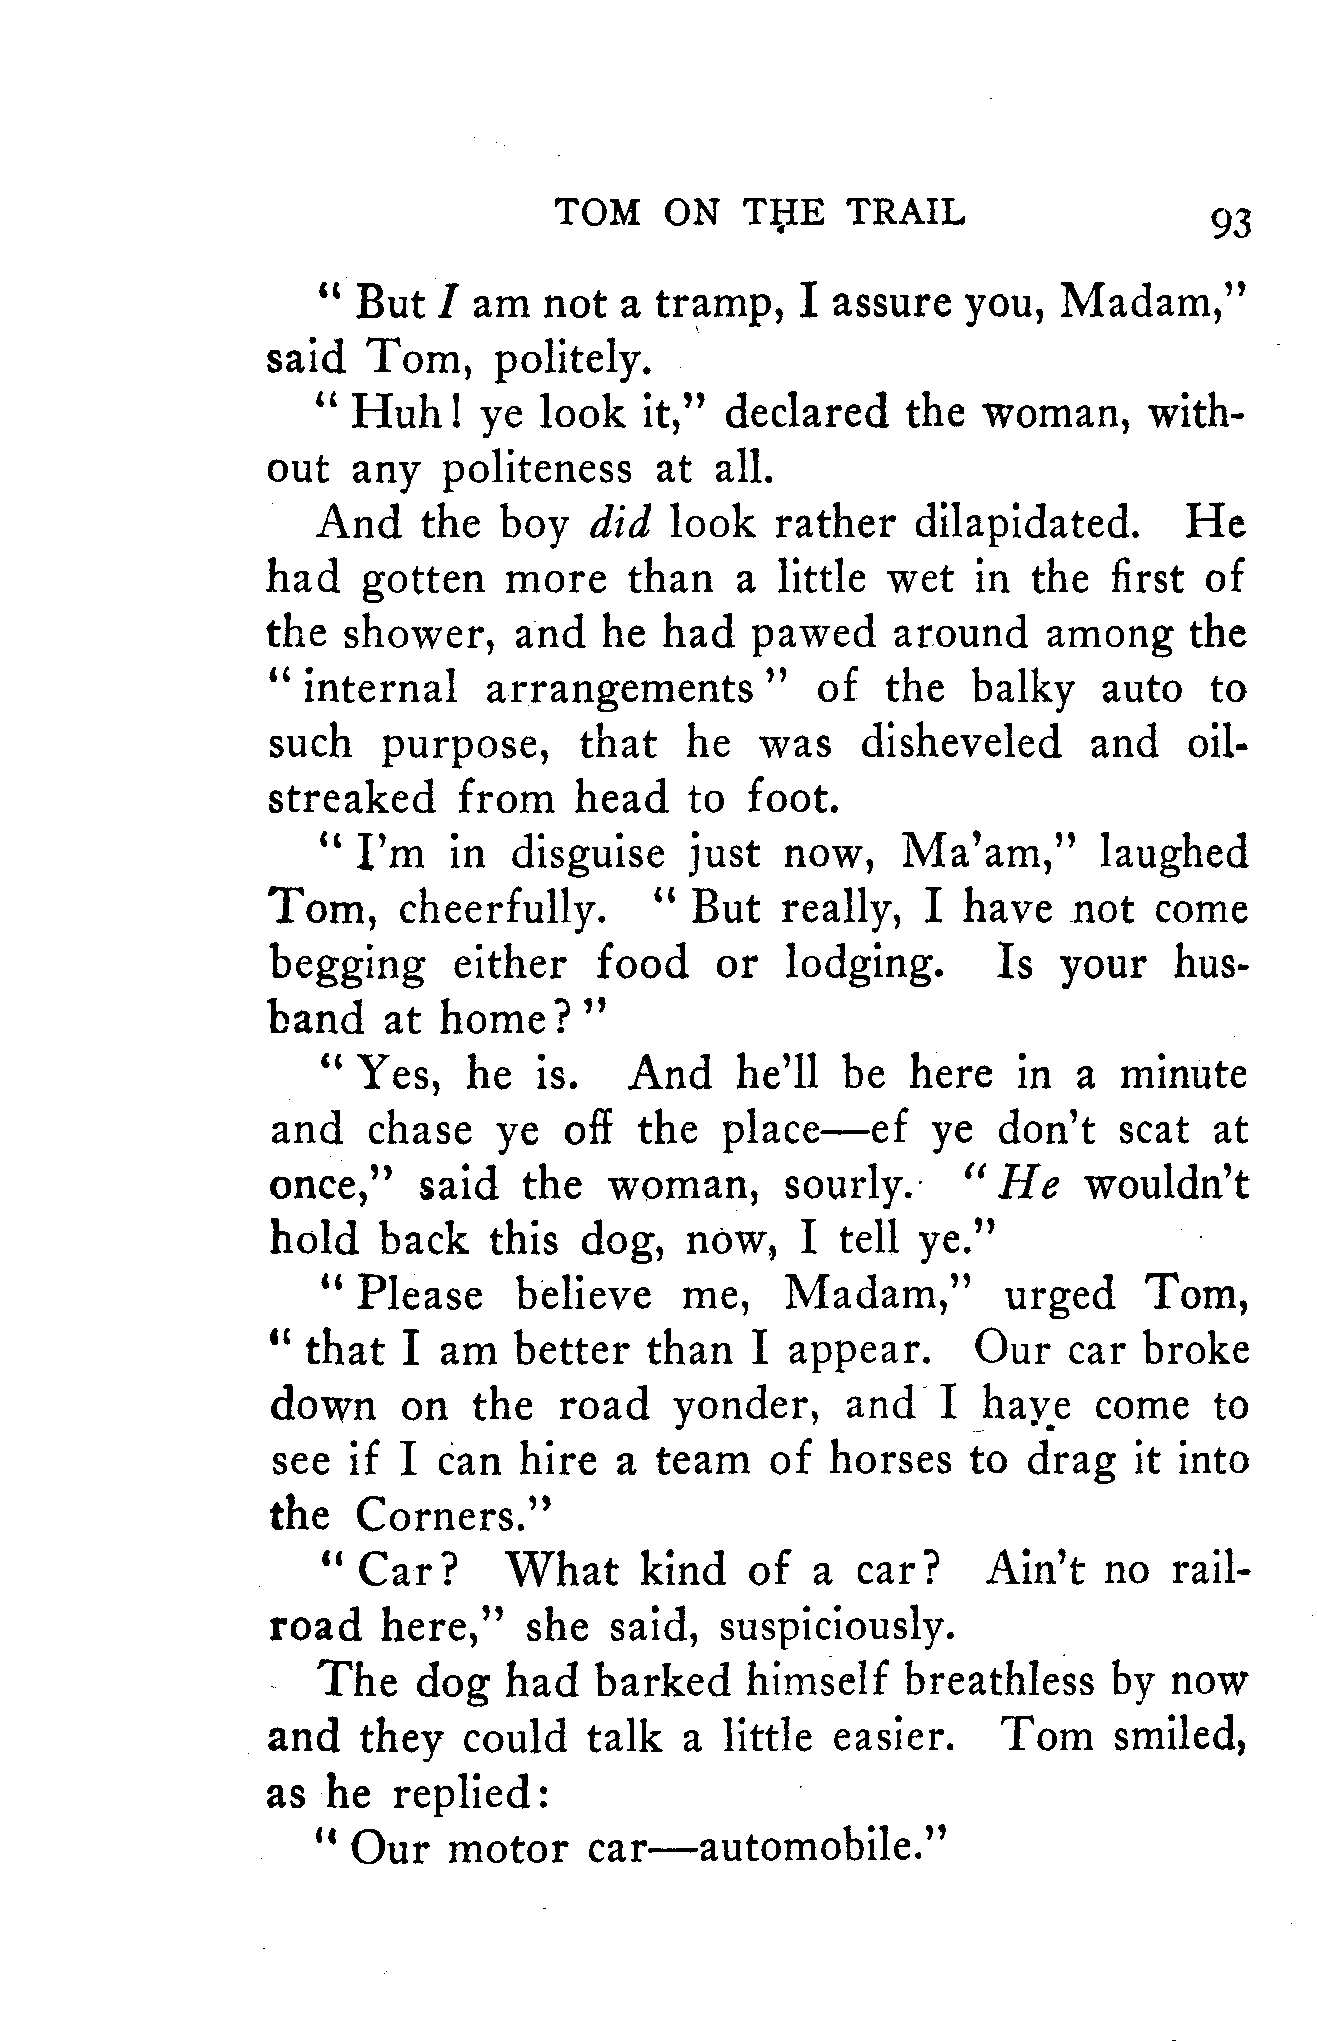 TOM ON THE TRAIL 93
" But I am not a tramp, I assure you, Madam,"
said Tom, politely.
" Huh! ye look it," declared the woman, with-
out any politeness at all.
And the boy did look rather dilapidated. He
had gotten more than a little wet in the first of
the shower, and he had pawed around among the
" internal arrangements " of the balky auto to
such purpose, that he was disheveled and oil-
streaked from head to foot.
" I'm in disguise just now, Ma'am," laughed
Tom, cheerfully. " But really, I have not come
begging either food or lodging. Is your hus-
band at home? "
" Yes, he is. And he'll be here in a minute
and chase ye off the place—ef ye don't scat at
once," said the woman, sourly. " He wouldn't
hold back this dog, now, I tell ye."
" Please believe me, Madam," urged Tom,
" that I am better than I appear. Our car broke
down on the road yonder, and I have come to
see if I can hire a team of horses to drag it into
the Corners."
" Car? What kind of a car? Ain't no rail-
road here," she said, suspiciously.
The dog had barked himself breathless by now
and they could talk a little easier. Tom smiled,
as he replied:
" Our motor car—automobile."